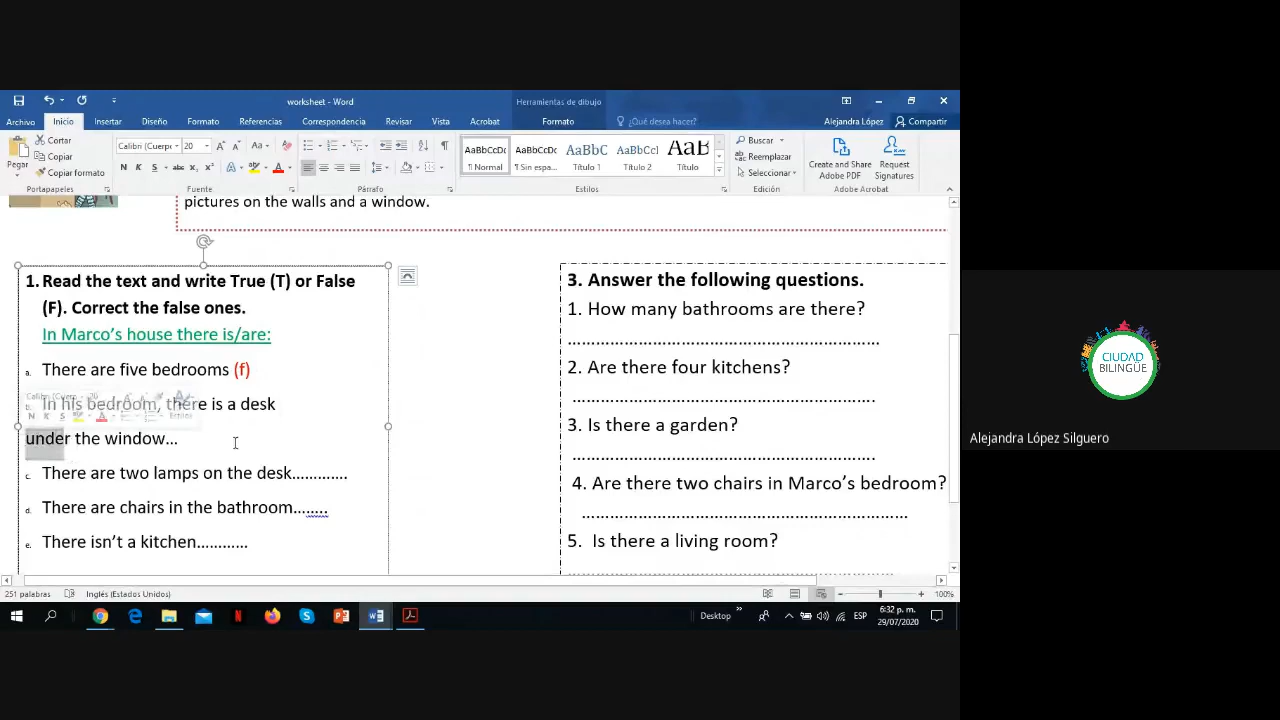 worksheet - Word
Herramientas de dibujo
Archivo Inicio Insertar Diseño Formato Referencias Correspondencia Revisar Vista Acrobat Formato ¿Qué desea hacer? Alejandra López Compartir
Pegar
Cortar
Copiar
Copiar formato
Portapapeles
Calibri (Cuerp 20
N K S abc
Fuente
Párrafo
AaBbCcDc AaBbCcDc AaBbC AaBbCcl AaB
¶ Normal ¶ Sin espa... Título 1 Título 2 Título
Estilos
Buscar
Reemplazar
Seleccionar
Edición
Create and Share
Adobe PDF
Request
Signatures
Adobe Acrobat
pictures on the walls and a window.
1. Read the text and write True (T) or False
(F). Correct the false ones.
In Marco’s house there is/are:
a. There are five bedrooms (f)
b. In his bedroom, there is a desk
under the window…
c. There are two lamps on the desk………….
d. There are chairs in the bathroom……..
e. There isn’t a kitchen…………
3. Answer the following questions.
1. How many bathrooms are there?
……………………………………………………………
2. Are there four kitchens?
…………………………………………………………..
3. Is there a garden?
…………………………………………………………..
4. Are there two chairs in Marco’s bedroom?
………………………………………………………………
5. Is there a living room?
251 palabras Inglés (Estados Unidos) 100%
Desktop ESP
6:32 p. m.
29/07/2020
CIUDAD
BILINGÜE
Alejandra López Silguero